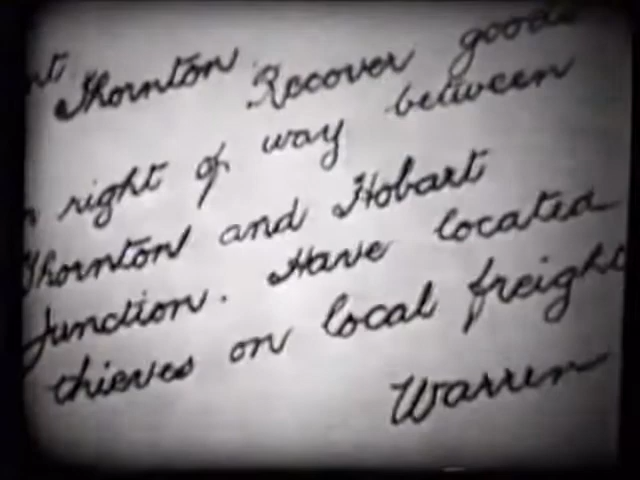 Thornton. Recover goods
right of way between
Thornton and Hobart
Junction. Have located
thieves on local freight
Warren